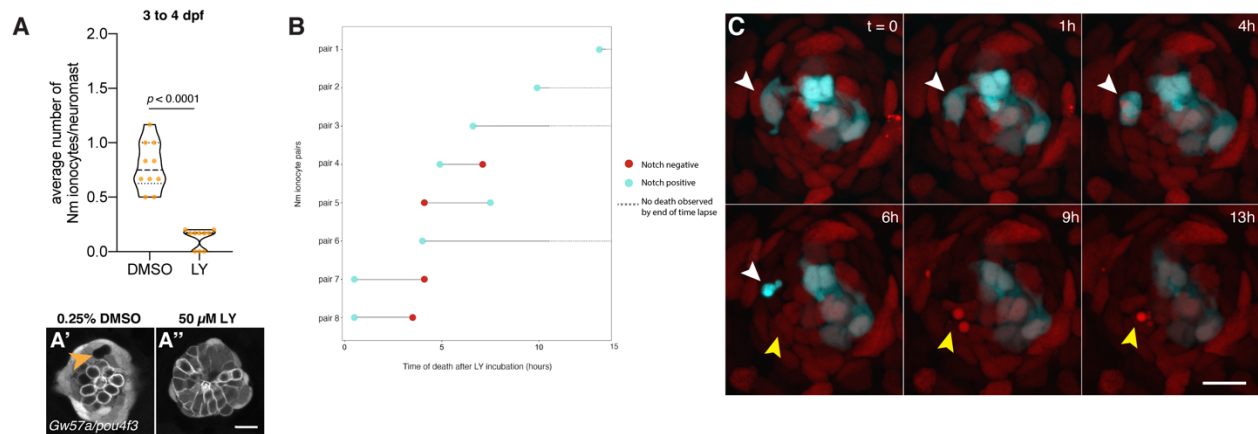 A
3 to 4 dpf
average number of
Nm ionocytes/neuromast
2.0
1.5
1.0
0.5
0.0
p < 0.0001
DMSO
LY
0.25% DMSO
50 µM LY
A'
A''
Gw57a/pou4f3
B
Nm ionocyte pairs
pair 1
pair 2
pair 3
pair 4
pair 5
pair 6
pair 7
pair 8
0
5
10
15
Time of death after LY incubation (hours)
Notch negative
Notch positive
No death observed
by end of time lapse
C
t = 0
1h
4h
6h
9h
13h